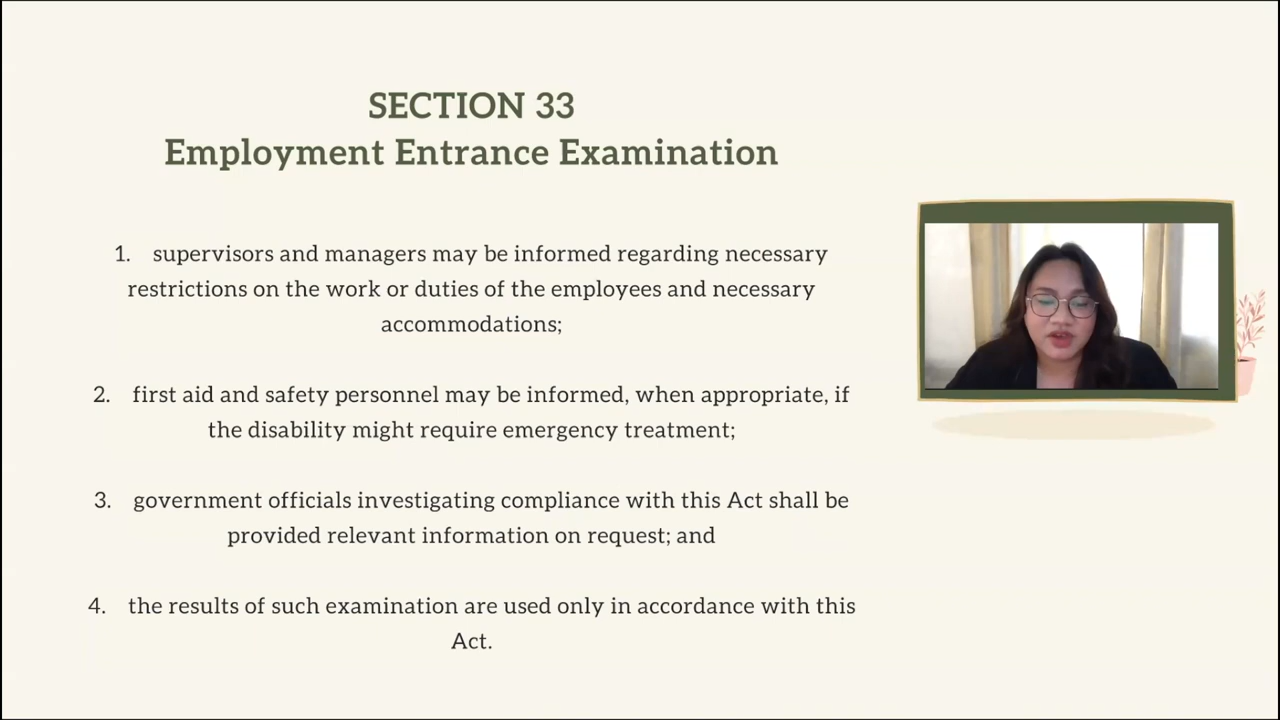 SECTION 33
Employment Entrance Examination
1. supervisors and managers may be informed regarding necessary
restrictions on the work or duties of the employees and necessary
accommodations;
2. first aid and safety personnel may be informed, when appropriate, if
the disability might require emergency treatment;
3. government officials investigating compliance with this Act shall be
provided relevant information on request; and
4. the results of such examination are used only in accordance with this
Act.